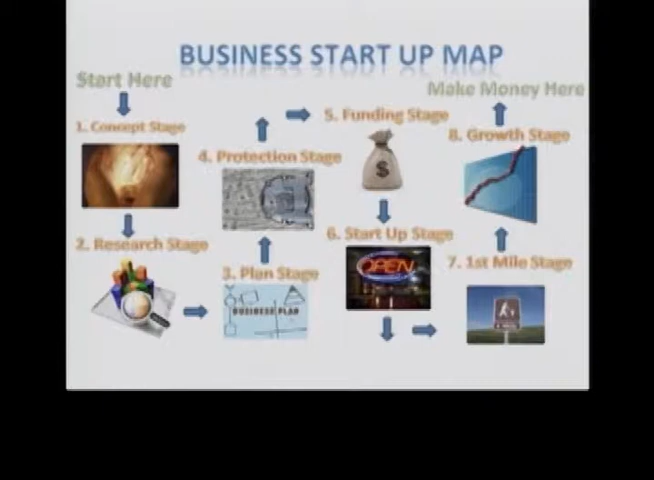 BUSINESS START UP MAP
Start Here
Make Money Here
1. Concept Stage
2. Research Stage
3. Plan Stage
BUSINESS PLAN
4. Protection Stage
5. Funding Stage
$
6. Start Up Stage
OPEN
7. 1st Mile Stage
8. Growth Stage